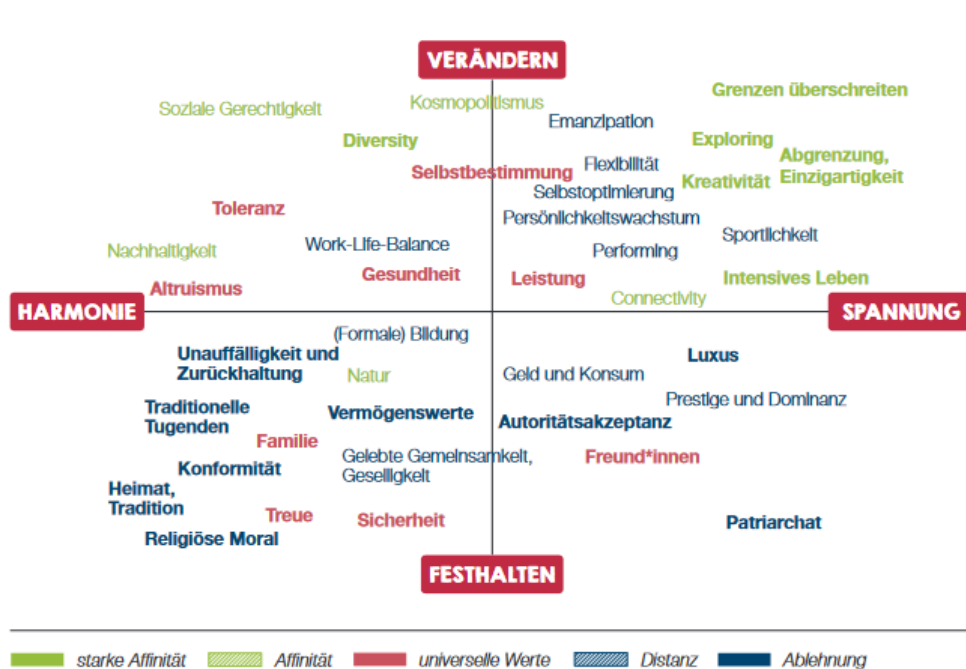 VERÄNDERN
Grenzen überschreiten
Soziale Gerechtigkeit
Kosmopolitismus
Emanzipation
Diversity
Exploring
Abgrenzung,
Einzigartigkeit
Selbstbestimmung
Flexibilität
Kreativität
Selbstoptimierung
Toleranz
Persönlichkeitswachstum
Sportlichkeit
Nachhaltigkeit
Work-Life-Balance
Performing
Altruismus
Gesundheit
Leistung
Intensives Leben
Connectivity
HARMONIE
SPANNUNG
(Formale) Bildung
Unauffälligkeit und
Zurückhaltung
Natur
Geld und Konsum
Luxus
Prestige und Dominanz
Traditionelle
Tugenden
Vermögenswerte
Autoritätsakzeptanz
Familie
Konformität
Gelebte Gemeinsamkeit,
Geselligkeit
Freund*innen
Heimat,
Tradition
Treue
Sicherheit
Patriarchat
Religiöse Moral
FESTHALTEN
starke Affinität
Affinität
universelle Werte
Distanz
Ablehnung